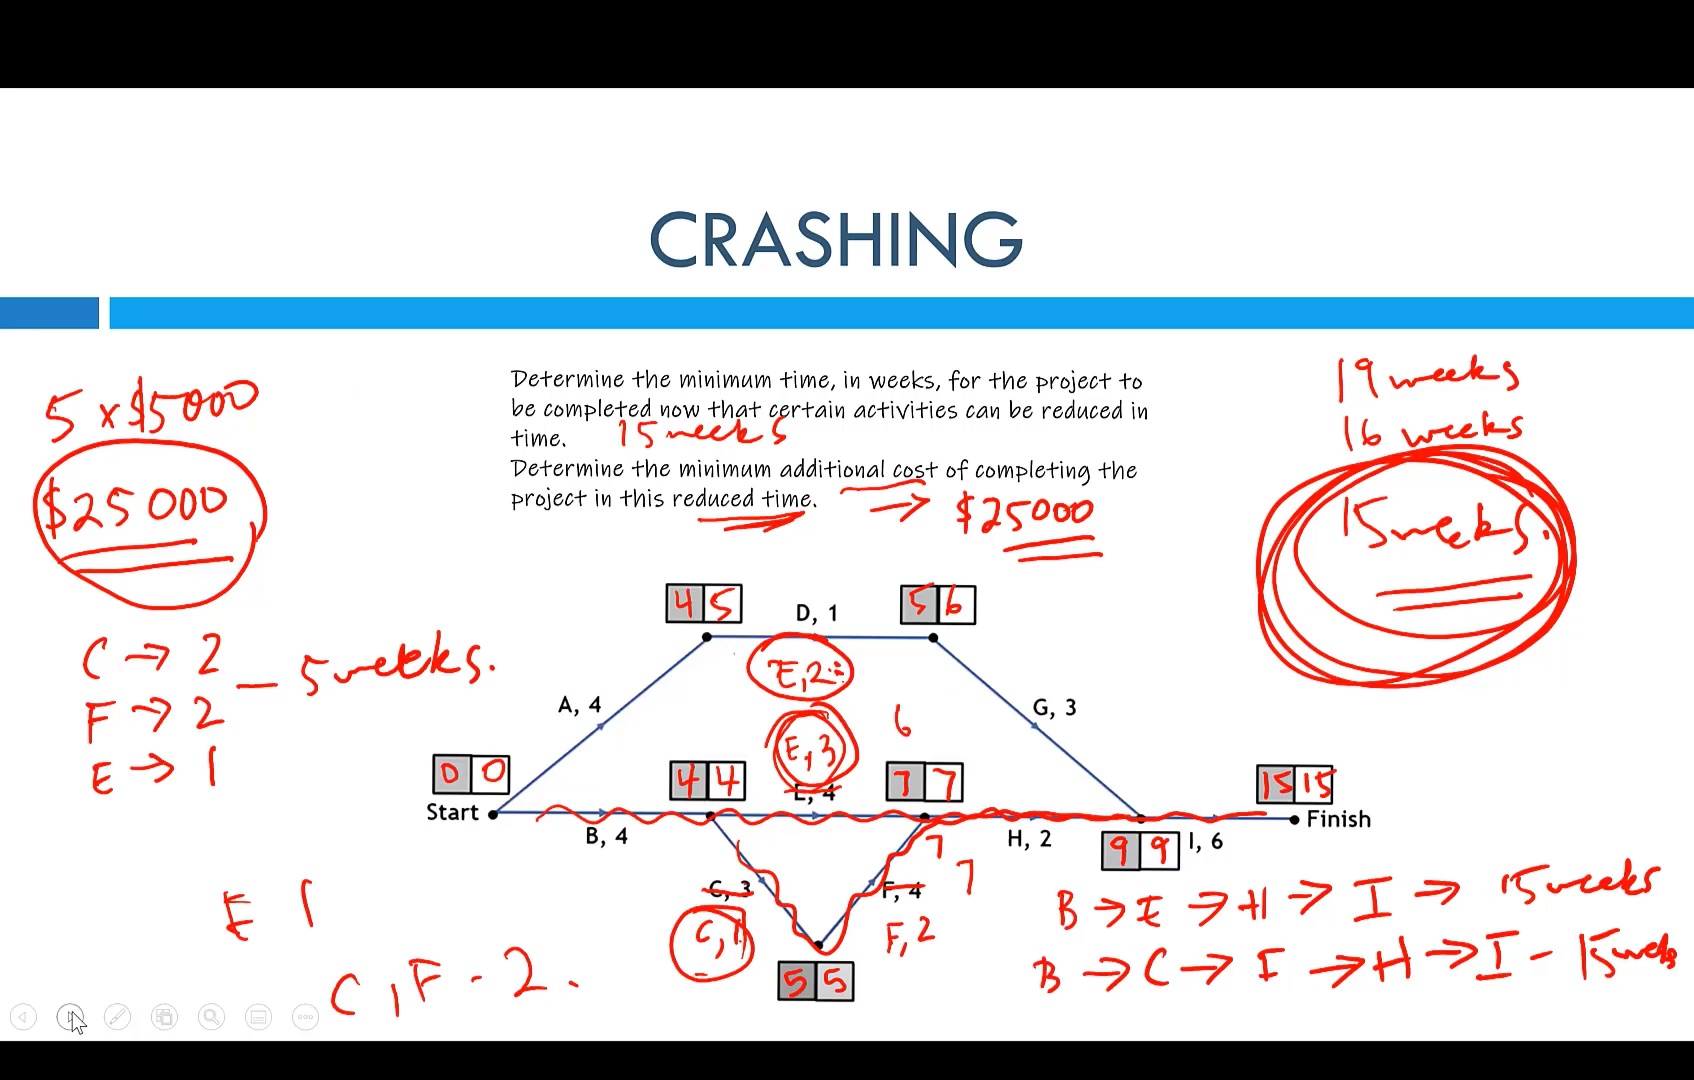 CRASHING
5 x $5000
$25 000
C → 2
F → 2
E → 1
— 5 weeks.
Determine the minimum time, in weeks, for the project to
be completed now that certain activities can be reduced in
time. 15 weeks
Determine the minimum additional cost of completing the
project in this reduced time. → $25000
19 weeks
16 weeks
15 weeks.
4 5
D, 1
5 6
E, 2
A, 4
E, 3
6
G, 3
0 0
4 4
E, 4
7 7
15 15
Start
B, 4
H, 2
I, 6
Finish
9 9
7
7
C, 3
F, 4
C, 1
F, 2
5 5
E 1
C, F - 2.
B → E → H → I → 15 weeks
B → C → F → H → I - 15 weeks